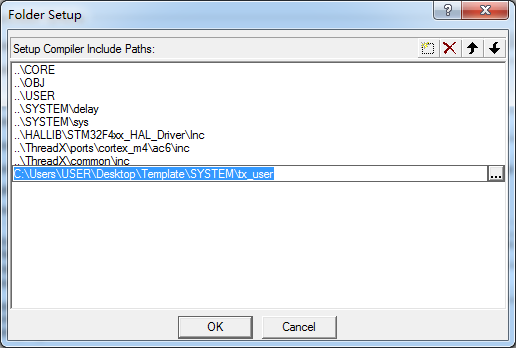 Folder Setup
Setup Compiler Include Paths:
..\CORE
..\OBJ
..\USER
..\SYSTEM\delay
..\SYSTEM\sys
..\HALLIB\STM32F4xx_HAL_Driver\Inc
..\ThreadX\ports\cortex_m4\ac6\inc
..\ThreadX\common\inc
C:\Users\USER\Desktop\Template\SYSTEM\tx_user
...
OK Cancel